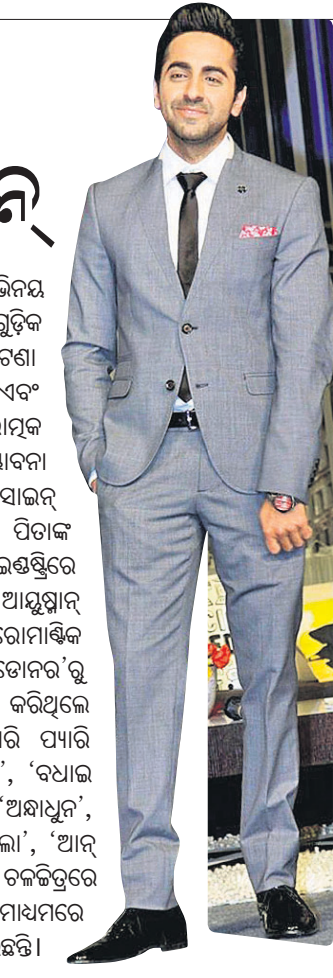 ନ୍
ଭିନୟ
ଗୁଡ଼ିକ
ଟଣା
ଏବଂ
ାତ୍ମକ
ାବନା
ସାଇନ୍
ପିତାଙ୍କ
ଇଣ୍ଡଷ୍ଟ୍ରିରେ
ଆୟୁଷ୍ମାନ୍
ରୋମାଣ୍ଟିକ
ଡୋନର’ରୁ
କରିଥିଲେ
ାରି ପ୍ୟାରି
’, ‘ବଧାଇ
‘ଅନ୍ଧାଧୁନ’,
ଲା’, ‘ଆନ୍
ଚଳଚ୍ଚିତ୍ରରେ
ମାଧ୍ୟମରେ
ଛନ୍ତି।